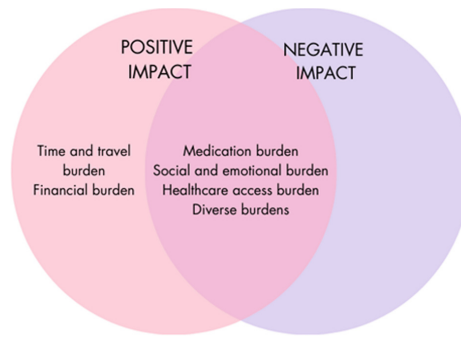 POSITIVE
IMPACT
NEGATIVE
IMPACT
Time and travel
burden
Financial burden
Medication burden
Social and emotional burden
Healthcare access burden
Diverse burdens